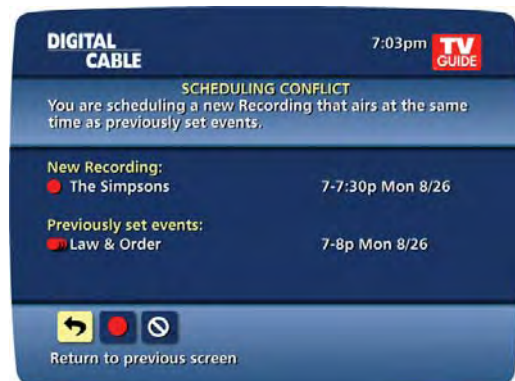 DIGITAL
CABLE
7:03pm
TV
GUIDE
SCHEDULING CONFLICT
You are scheduling a new Recording that airs at the same
time as previously set events.
New Recording:
The Simpsons 7-7:30p Mon 8/26
Previously set events:
Law & Order 7-8p Mon 8/26
Return to previous screen